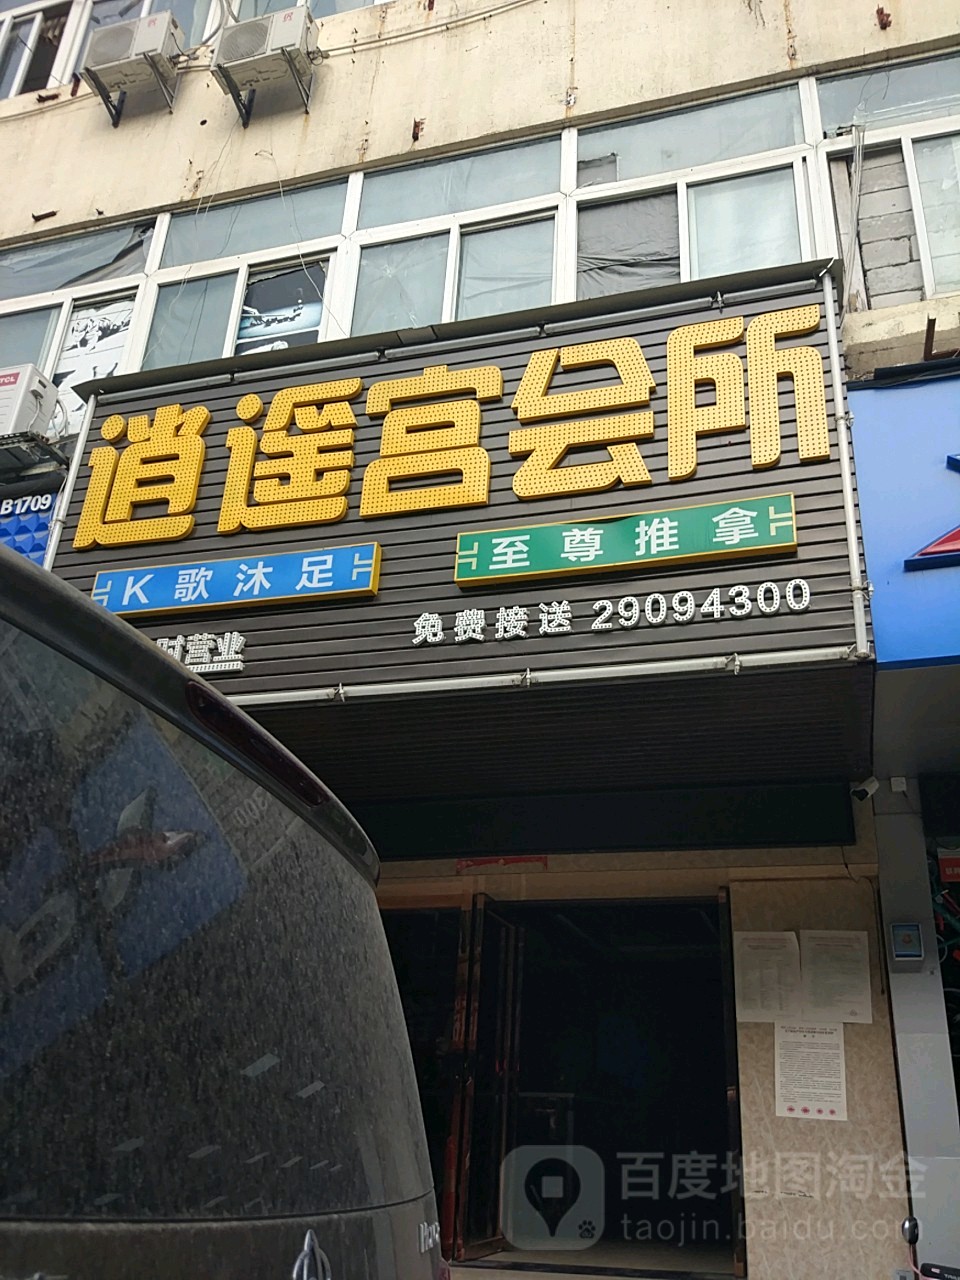 逍遥宫会所
K歌沐足
至尊推拿
时营业
免费接送 29094300
B1709
TCL
百度地图淘金
taojin.baidu.com